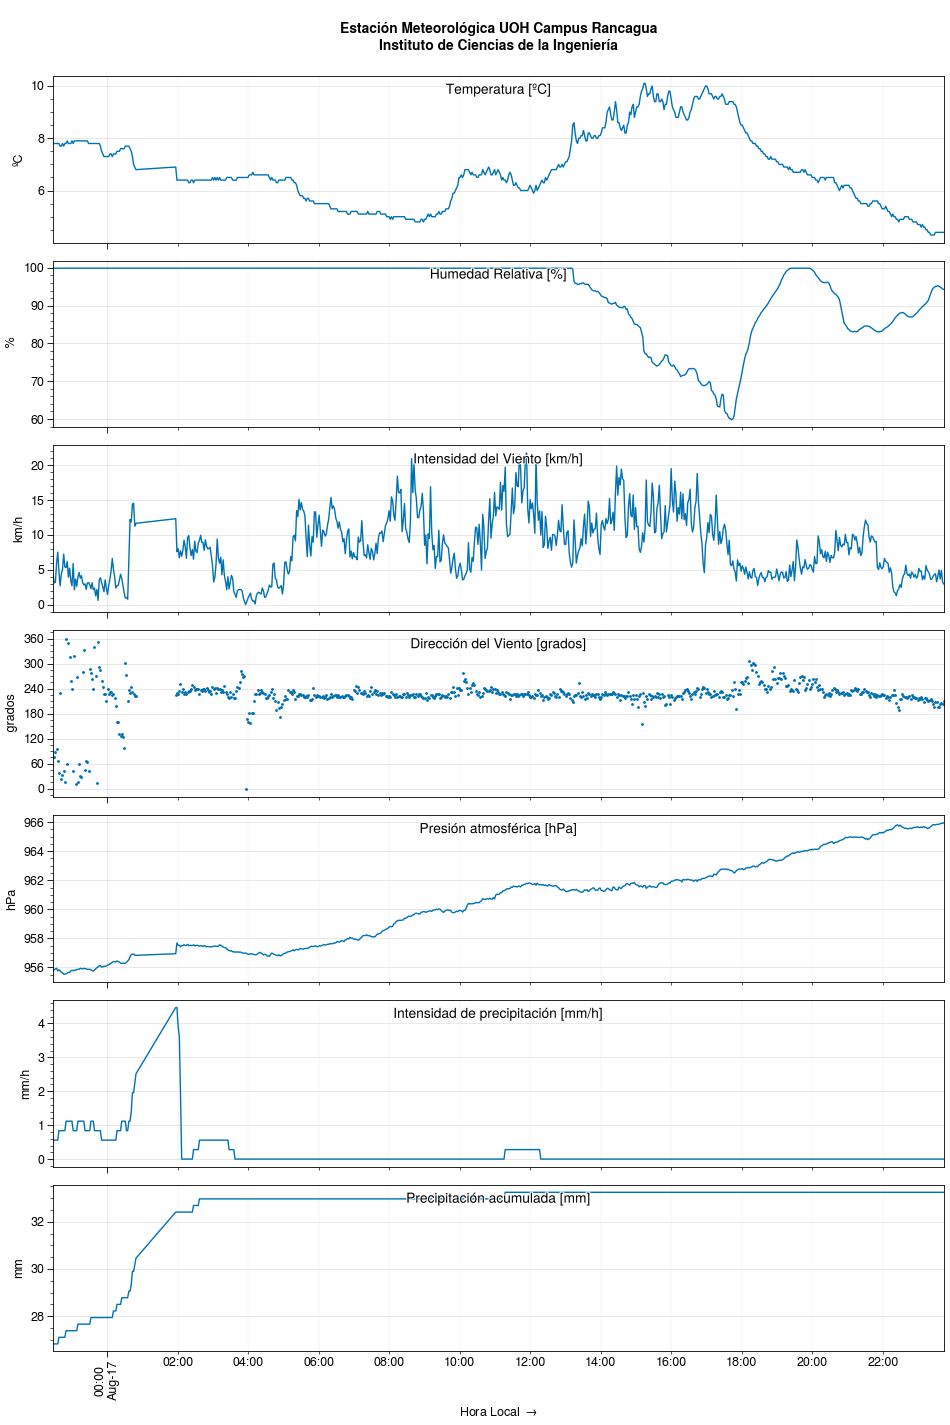 Estación Meteorológica UOH Campus Rancagua
Instituto de Ciencias de la Ingeniería
Temperatura [ºC]
ºC
10
8
6
Humedad Relativa [%]
%
100
90
80
70
60
Intensidad del Viento [km/h]
km/h
20
15
10
5
0
Dirección del Viento [grados]
grados
360
300
240
180
120
60
0
Presión atmosférica [hPa]
hPa
966
964
962
960
958
956
Intensidad de precipitación [mm/h]
mm/h
4
3
2
1
0
Precipitación acumulada [mm]
mm
32
30
28
00:00
Aug-17
02:00
04:00
06:00
08:00
10:00
12:00
14:00
16:00
18:00
20:00
22:00
Hora Local →